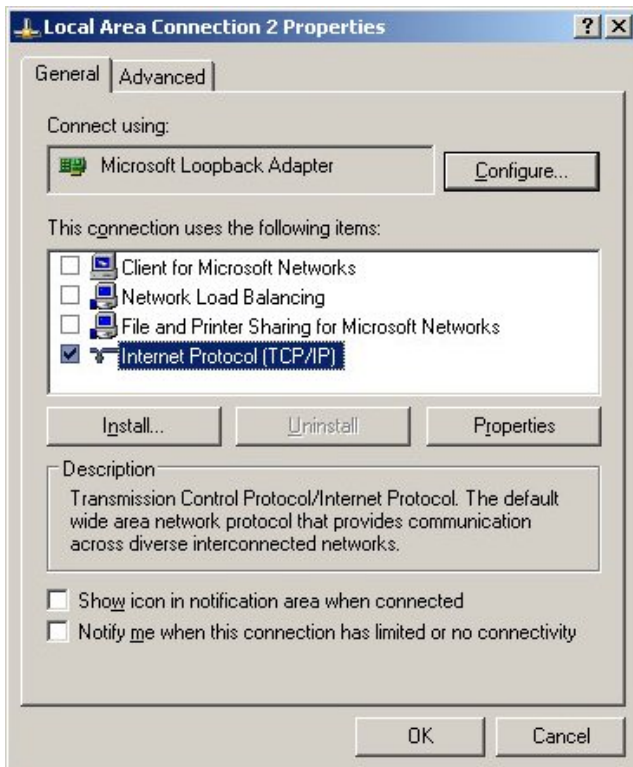 Local Area Connection 2 Properties
General Advanced
Connect using:
Microsoft Loopback Adapter Configure...
This connection uses the following items:
Client for Microsoft Networks
Network Load Balancing
File and Printer Sharing for Microsoft Networks
Internet Protocol (TCP/IP)
Install... Uninstall Properties
Description
Transmission Control Protocol/Internet Protocol. The default
wide area network protocol that provides communication
across diverse interconnected networks.
Show icon in notification area when connected
Notify me when this connection has limited or no connectivity
OK Cancel